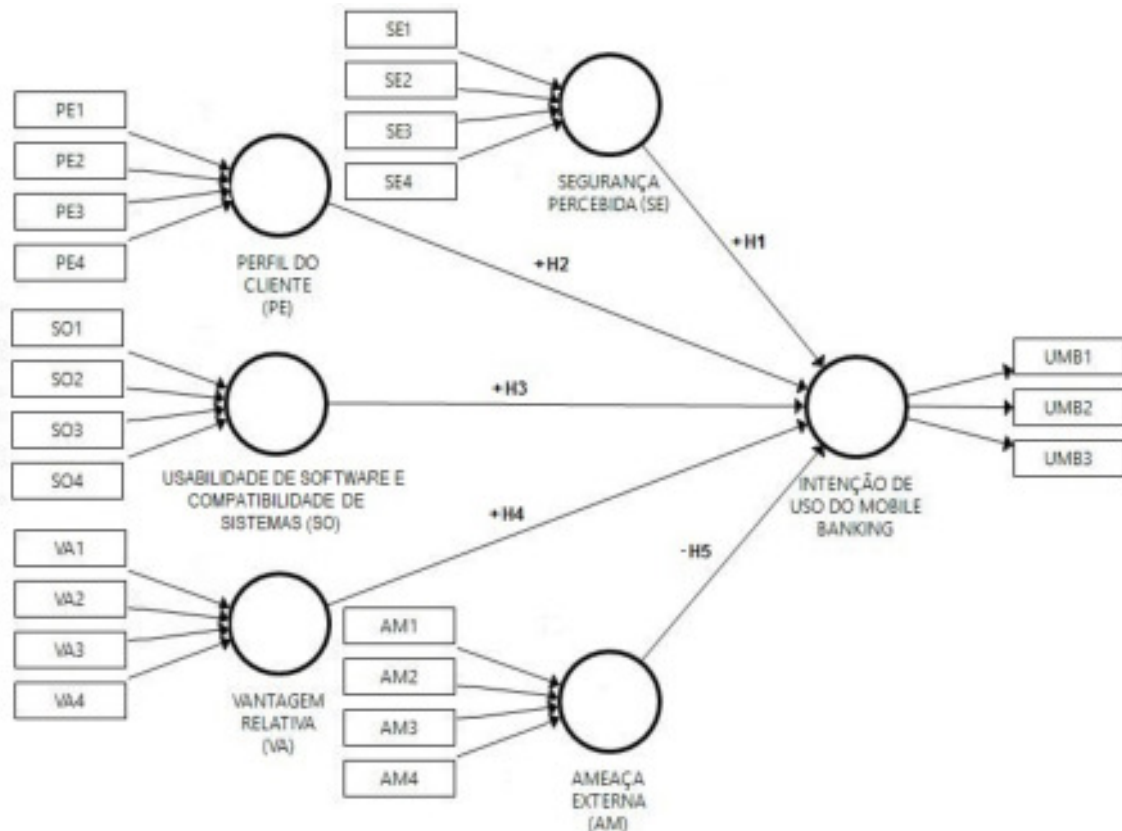 SE1
SE2
SE3
SE4
SEGURANÇA
PERCEBIDA (SE)
PE1
PE2
PE3
PE4
PERFIL DO
CLIENTE
(PE)
+H1
+H2
SO1
SO2
SO3
SO4
USABILIDADE DE SOFTWARE E
COMPATIBILIDADE DE
SISTEMAS (SO)
+H3
UMB1
UMB2
UMB3
INTENÇÃO DE
USO DO MOBILE
BANKING
+H4
-H5
VA1
VA2
VA3
VA4
VANTAGEM
RELATIVA
(VA)
AM1
AM2
AM3
AM4
AMEAÇA
EXTERNA
(AM)